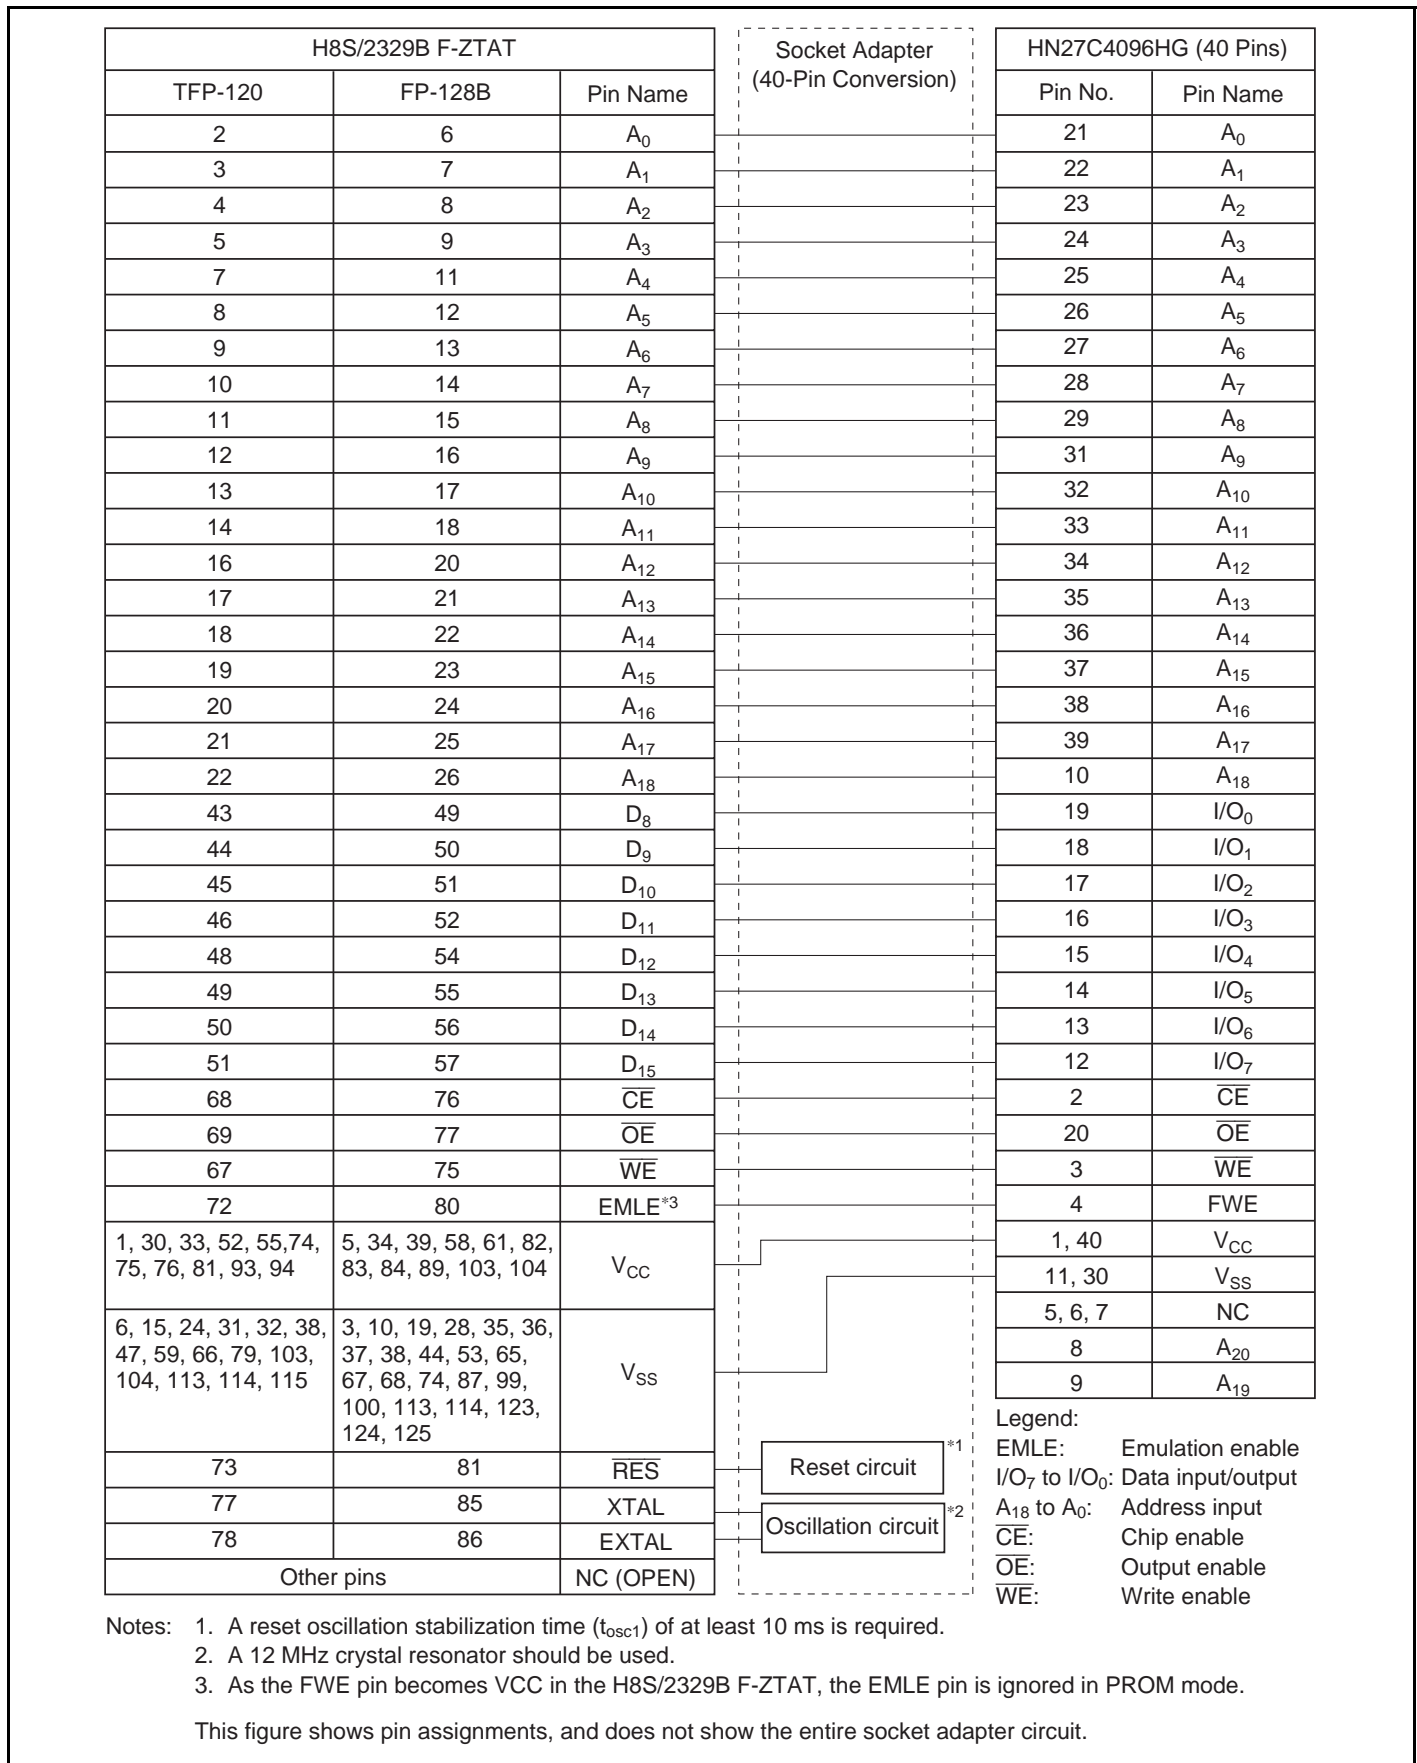 H8S/2329B F-ZTAT Socket Adapter (40-Pin Conversion) HN27C4096HG (40 Pins)
TFP-120 FP-128B Pin Name Pin No. Pin Name
2 6 A0 21 A0
3 7 A1 22 A1
4 8 A2 23 A2
5 9 A3 24 A3
7 11 A4 25 A4
8 12 A5 26 A5
9 13 A6 27 A6
10 14 A7 28 A7
11 15 A8 29 A8
12 16 A9 31 A9
13 17 A10 32 A10
14 18 A11 33 A11
16 20 A12 34 A12
17 21 A13 35 A13
18 22 A14 36 A14
19 23 A15 37 A15
20 24 A16 38 A16
21 25 A17 39 A17
22 26 A18 10 A18
43 49 D8 19 I/O0
44 50 D9 18 I/O1
45 51 D10 17 I/O2
46 52 D11 16 I/O3
48 54 D12 15 I/O4
49 55 D13 14 I/O5
50 56 D14 13 I/O6
51 57 D15 12 I/O7
68 76 CE 2 CE
69 77 OE 20 OE
67 75 WE 3 WE
72 80 EMLE*3 4 FWE
1, 30, 33, 52, 55,74,
75, 76, 81, 93, 94
5, 34, 39, 58, 61, 82,
83, 84, 89, 103, 104
VCC
1, 40 VCC
11, 30 VSS
5, 6, 7 NC
8 A20
9 A19
6, 15, 24, 31, 32, 38,
47, 59, 66, 79, 103,
104, 113, 114, 115
3, 10, 19, 28, 35, 36,
37, 38, 44, 53, 65,
67, 68, 74, 87, 99,
100, 113, 114, 123,
124, 125
VSS
73 81 RES Reset circuit *1
77 85 XTAL Oscillation circuit *2
78 86 EXTAL
Other pins NC (OPEN)
Legend:
EMLE: Emulation enable
I/O7 to I/O0: Data input/output
A18 to A0: Address input
CE: Chip enable
OE: Output enable
WE: Write enable
Notes: 1. A reset oscillation stabilization time (tosc1) of at least 10 ms is required.
2. A 12 MHz crystal resonator should be used.
3. As the FWE pin becomes VCC in the H8S/2329B F-ZTAT, the EMLE pin is ignored in PROM mode.
This figure shows pin assignments, and does not show the entire socket adapter circuit.